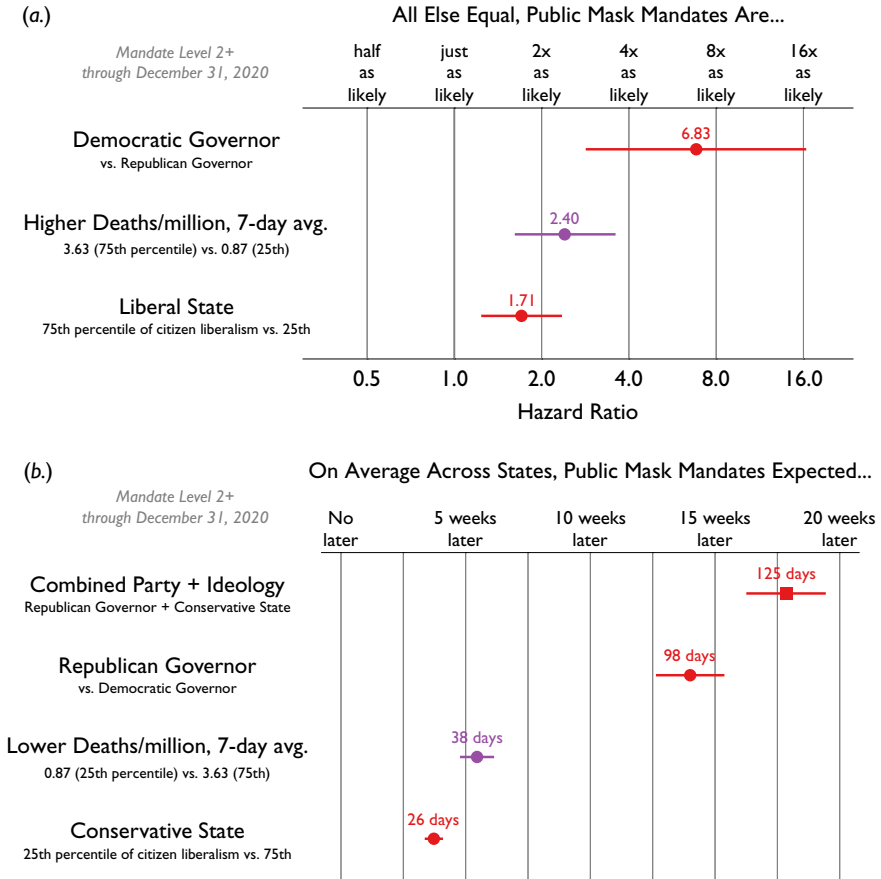 (a.)
All Else Equal, Public Mask Mandates Are...
Mandate Level 2+
through December 31, 2020
half
as
likely
just
as
likely
2x
as
likely
4x
as
likely
8x
as
likely
16x
as
likely
Democratic Governor
vs. Republican Governor
6.83
Higher Deaths/million, 7-day avg.
3.63 (75th percentile) vs. 0.87 (25th)
2.40
Liberal State
75th percentile of citizen liberalism vs. 25th
1.71
0.5 1.0 2.0 4.0 8.0 16.0
Hazard Ratio
(b.)
On Average Across States, Public Mask Mandates Expected...
Mandate Level 2+
through December 31, 2020
No
later
5 weeks
later
10 weeks
later
15 weeks
later
20 weeks
later
Combined Party + Ideology
Republican Governor + Conservative State
125 days
Republican Governor
vs. Democratic Governor
98 days
Lower Deaths/million, 7-day avg.
0.87 (25th percentile) vs. 3.63 (75th)
38 days
Conservative State
25th percentile of citizen liberalism vs. 75th
26 days